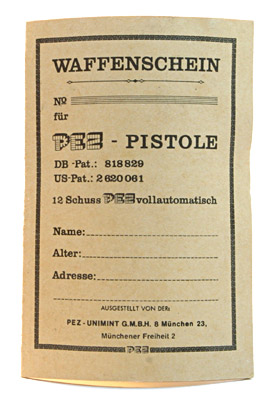 WAFFENSCHEIN
No
für
PEZ - PISTOLE
DB - Pat.: 818829
US-Pat.: 2620061
12 Schuss PEZ vollautomatisch
Name:
Alter:
Adresse:
AUSGESTELLT VON DER:
PEZ - UNIMINT G.M.B.H. 8 München 23,
Münchener Freiheit 2
PEZ